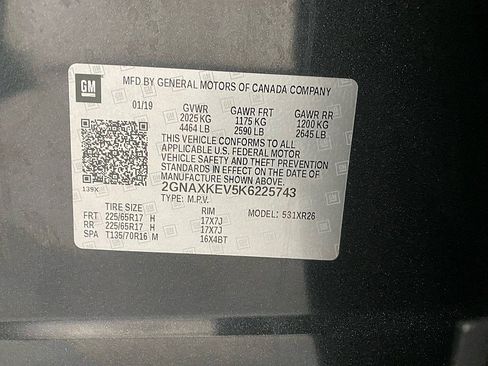 GM
MFD BY GENERAL MOTORS OF CANADA COMPANY
01/19 GVWR GAWR FRT GAWR RR
2025 KG 1175 KG 1200 KG
4464 LB 2590 LB 2645 LB
THIS VEHICLE CONFORMS TO ALL
APPLICABLE U.S. FEDERAL MOTOR
VEHICLE SAFETY AND THEFT PREVENTION
STANDARDS IN EFFECT ON THE DATE OF
MANUFACTURE SHOWN ABOVE.
139X 2GNAXKEV5K6225743
TYPE: M.P.V. MODEL: 531XR26
TIRE SIZE RIM
FRT 225/65R17 H 17X7J
RR 225/65R17 H 17X7J
SPA T135/70R16 M 16X4BT